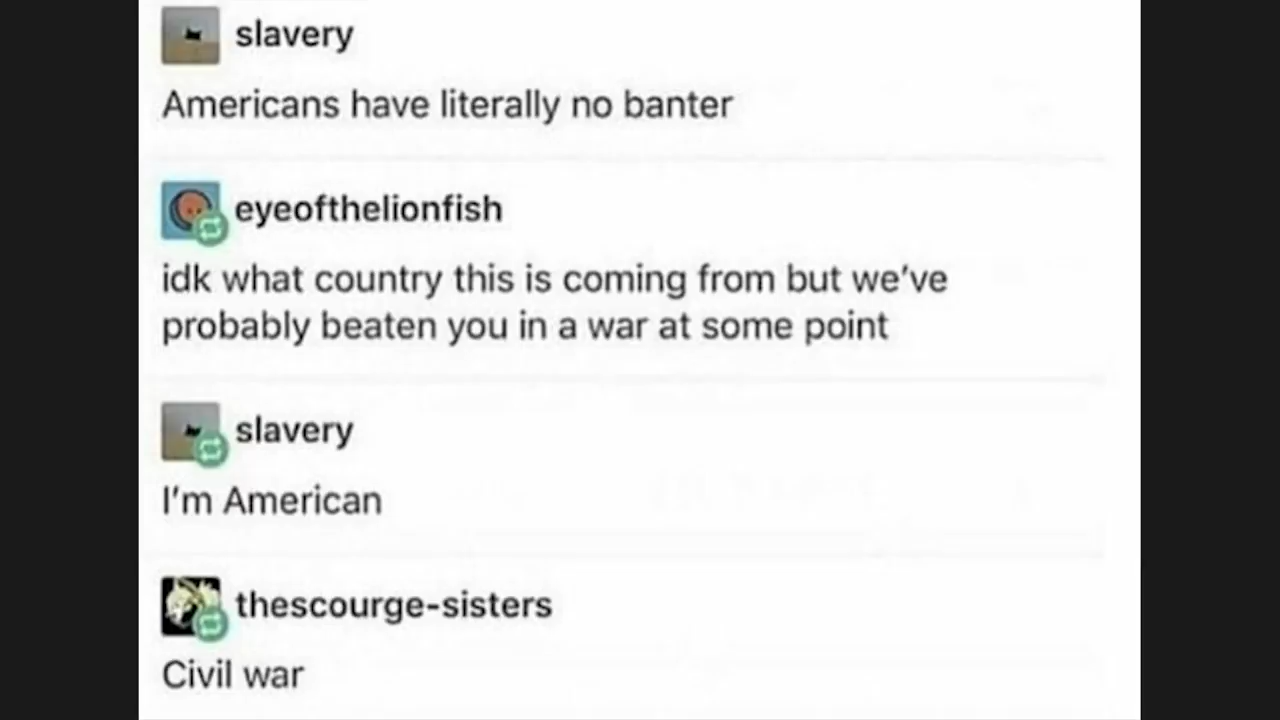 slavery
Americans have literally no banter
eyeofthelionfish
idk what country this is coming from but we've
probably beaten you in a war at some point
slavery
I'm American
thescourge-sisters
Civil war